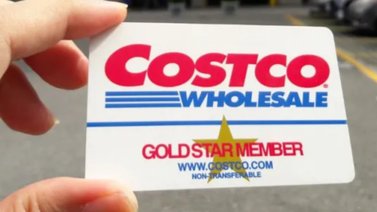 COSTCO
WHOLESALE
GOLD STAR MEMBER
WWW.COSTCO.COM
NON-TRANSFERABLE